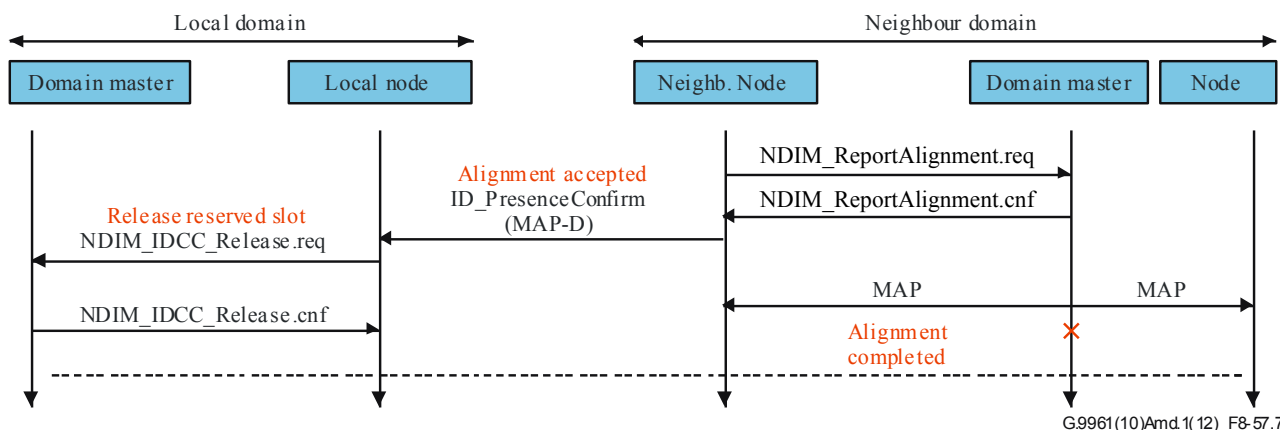 Local domain
Neighbour domain
Domain master
Local node
Neighb. Node
Domain master
Node
NDIM_ReportAlignment.req
Alignment accepted
ID_PresenceConfirm
(MAP-D)
NDIM_ReportAlignment.cnf
Release reserved slot
NDIM_IDCC_Release.req
MAP
MAP
NDIM_IDCC_Release.cnf
Alignment
completed
G.9961(10)Amd.1(12)_F8-57.7